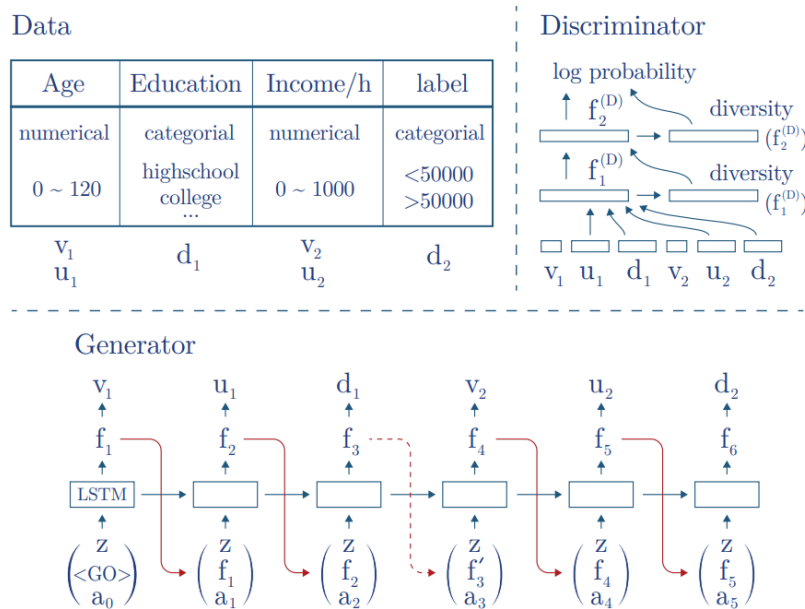 Data
Age Education Income/h label
numerical categorial numerical categorial
0 ~ 120 highschool college ... 0 ~ 1000 <50000 >50000
v₁ d₁ v₂ d₂
u₁ u₂
Discriminator
log probability
f₂⁽ᴰ⁾ diversity
(f₂⁽ᴰ⁾)
f₁⁽ᴰ⁾ diversity
(f₁⁽ᴰ⁾)
v₁ u₁ d₁ v₂ u₂ d₂
Generator
v₁ u₁ d₁ v₂ u₂ d₂
f₁ f₂ f₃ f₄ f₅ f₆
LSTM
z z z z z z
<GO> f₁ f₂ f₃′ f₄ f₅
a₀ a₁ a₂ a₃ a₄ a₅